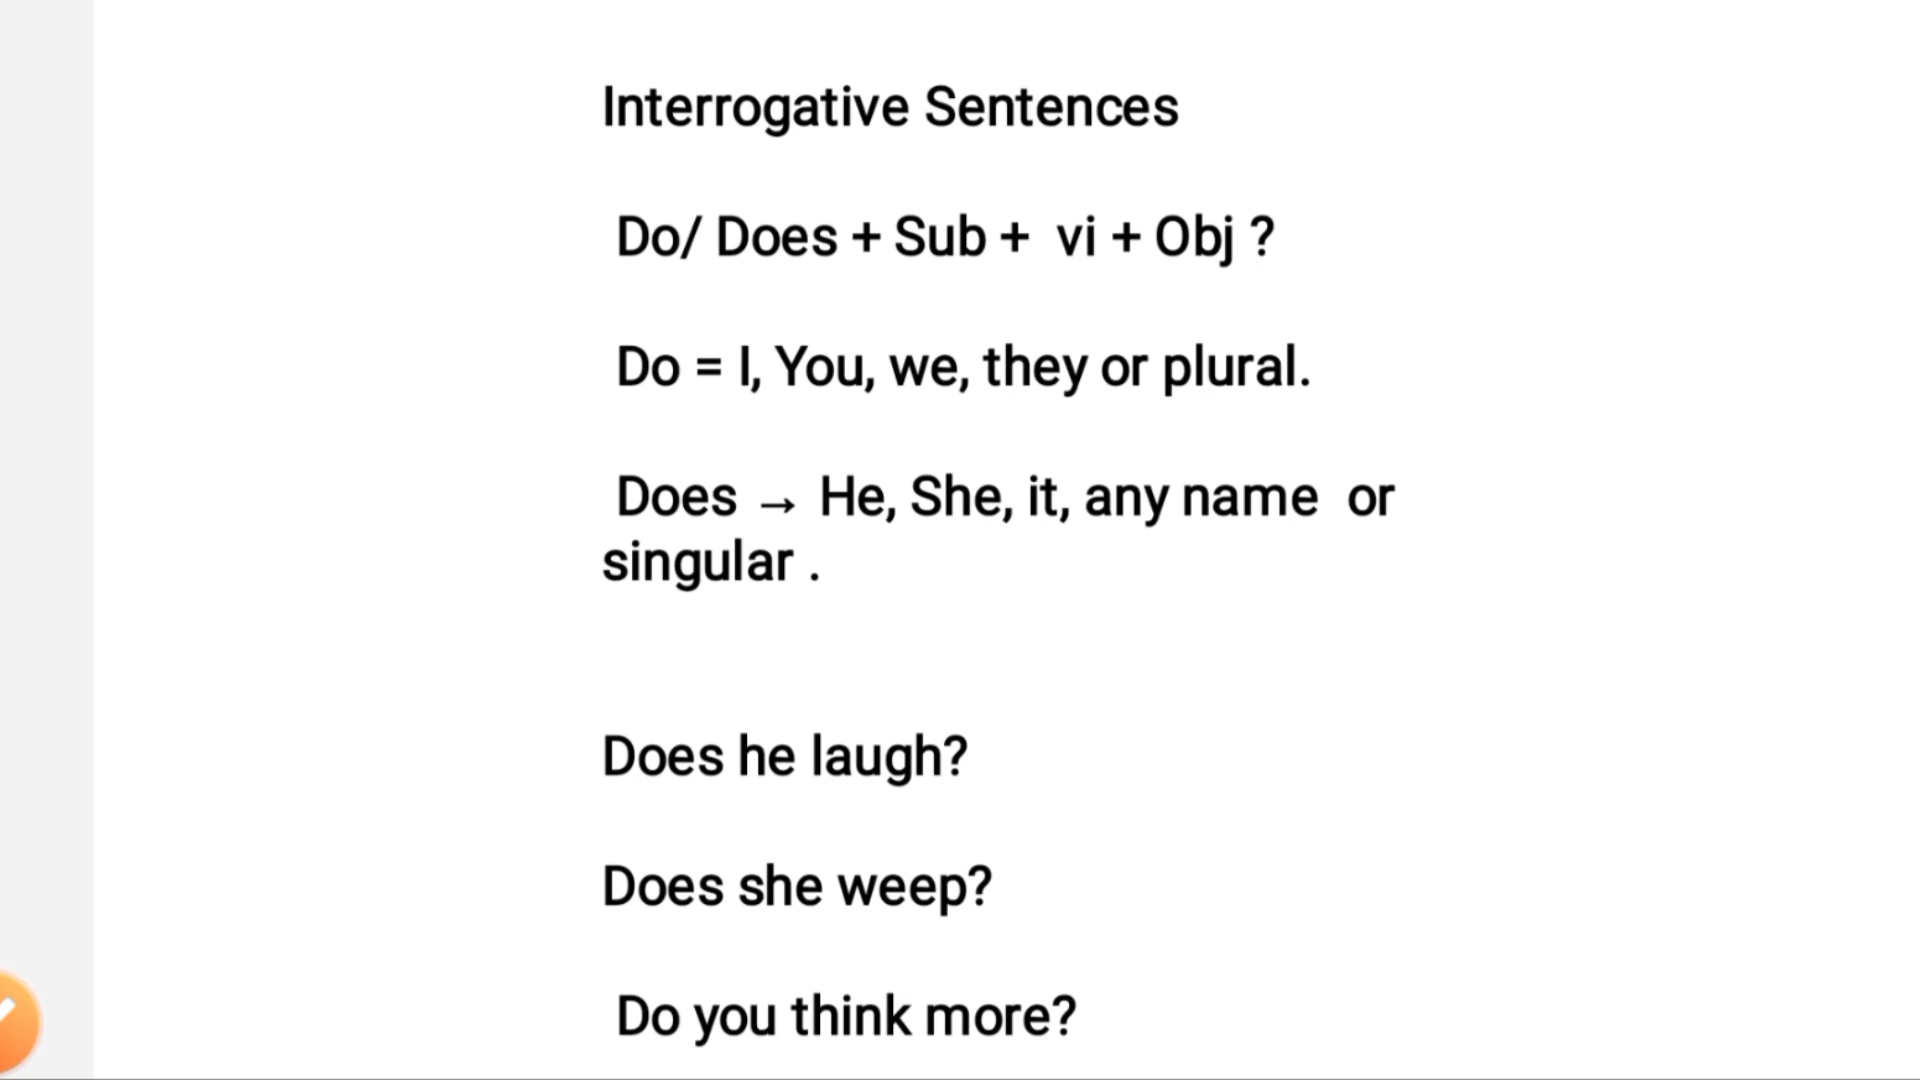 Interrogative Sentences
Do/ Does + Sub + vi + Obj ?
Do = I, You, we, they or plural.
Does → He, She, it, any name or
singular .
Does he laugh?
Does she weep?
Do you think more?